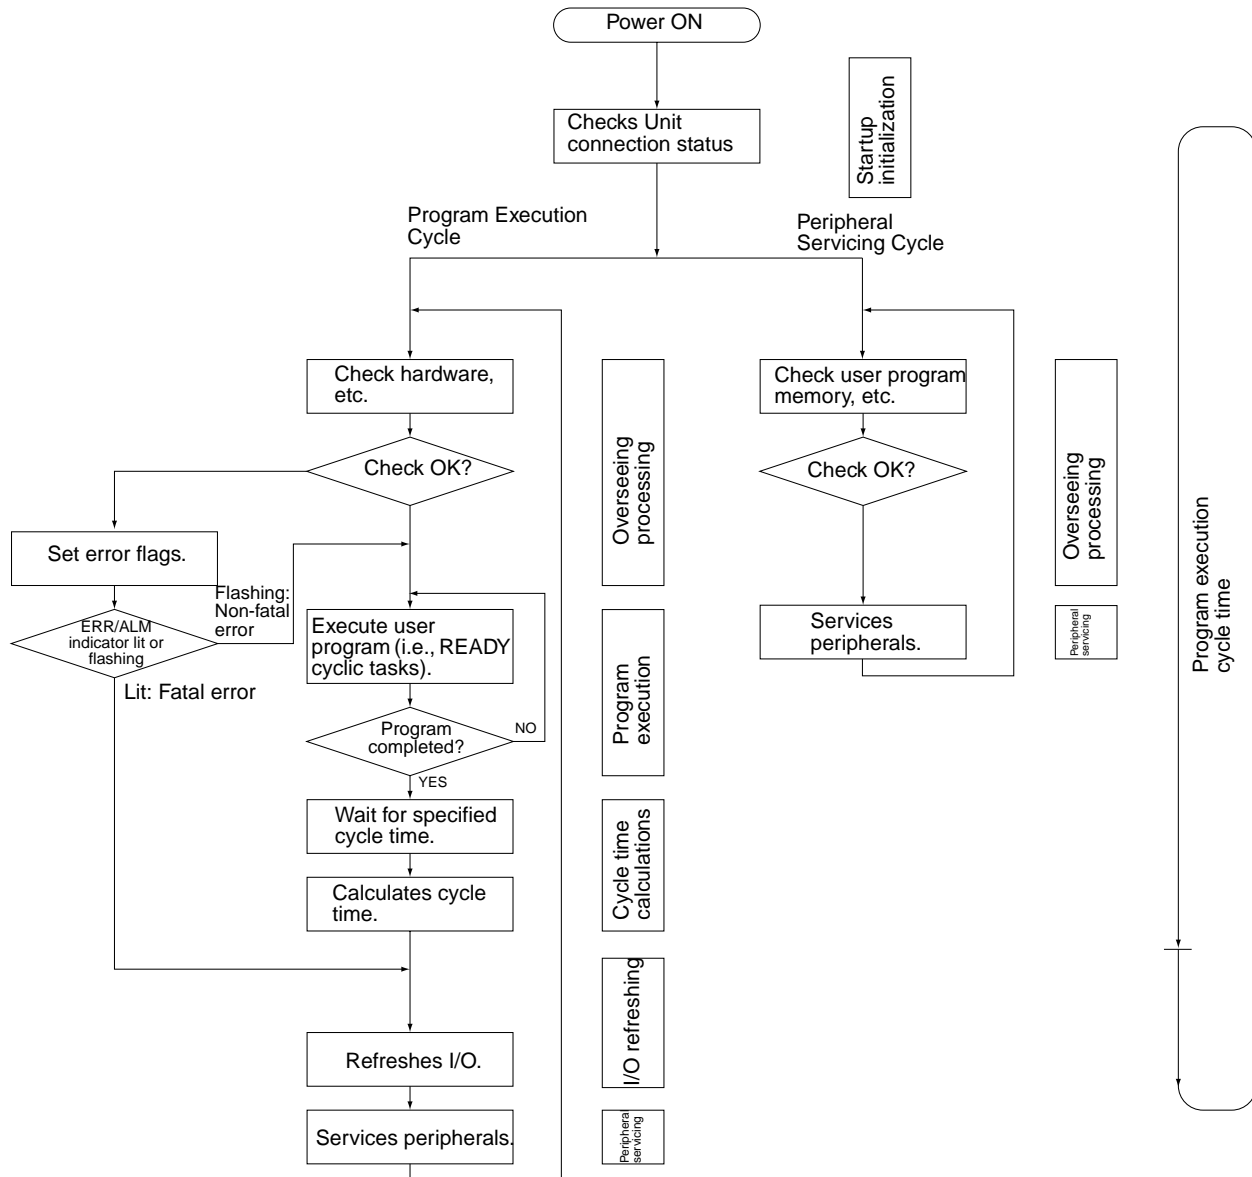 Power ON
Checks Unit
connection status
Startup
initialization
Program Execution
Cycle
Peripheral
Servicing Cycle
Check hardware,
etc.
Check OK?
Set error flags.
Flashing:
Non-fatal
error
ERR/ALM
indicator lit or
flashing
Lit: Fatal error
Execute user
program (i.e., READY
cyclic tasks).
Program
completed?
NO
YES
Wait for specified
cycle time.
Calculates cycle
time.
Refreshes I/O.
Services peripherals.
Overseeing
processing
Program
execution
Cycle time
calculations
I/O refreshing
Peripheral
servicing
Check user program
memory, etc.
Check OK?
Services
peripherals.
Overseeing
processing
Peripheral
servicing
Program execution
cycle time